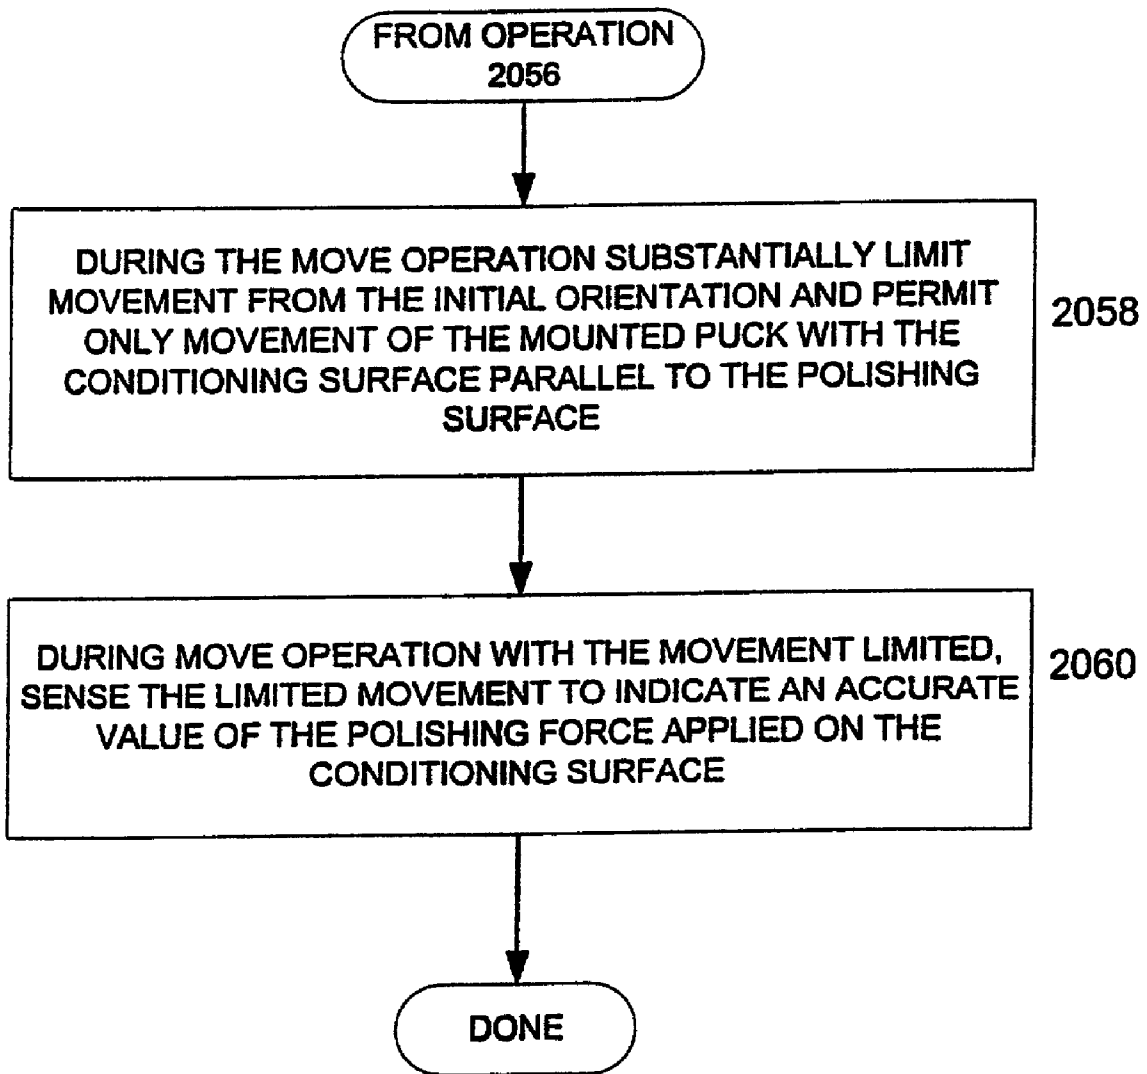 FROM OPERATION
2056
DURING THE MOVE OPERATION SUBSTANTIALLY LIMIT
MOVEMENT FROM THE INITIAL ORIENTATION AND PERMIT
ONLY MOVEMENT OF THE MOUNTED PUCK WITH THE
CONDITIONING SURFACE PARALLEL TO THE POLISHING
SURFACE
2058
DURING MOVE OPERATION WITH THE MOVEMENT LIMITED,
SENSE THE LIMITED MOVEMENT TO INDICATE AN ACCURATE
VALUE OF THE POLISHING FORCE APPLIED ON THE
CONDITIONING SURFACE
2060
DONE